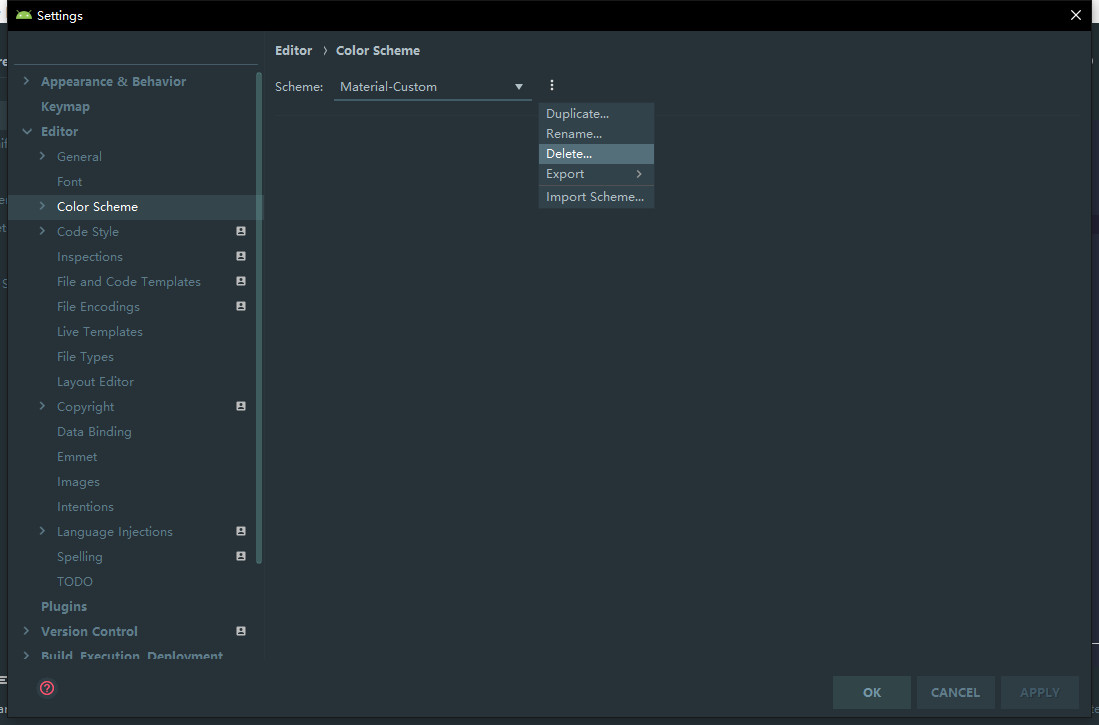 Settings
Editor › Color Scheme
Appearance & Behavior
Scheme: Material-Custom
Keymap
Duplicate...
Editor
Rename...
General
Delete...
Font
Export
Color Scheme
Import Scheme...
Code Style
Inspections
File and Code Templates
File Encodings
Live Templates
File Types
Layout Editor
Copyright
Data Binding
Emmet
Images
Intentions
Language Injections
Spelling
TODO
Plugins
Version Control
Build, Execution, Deployment
OK CANCEL APPLY